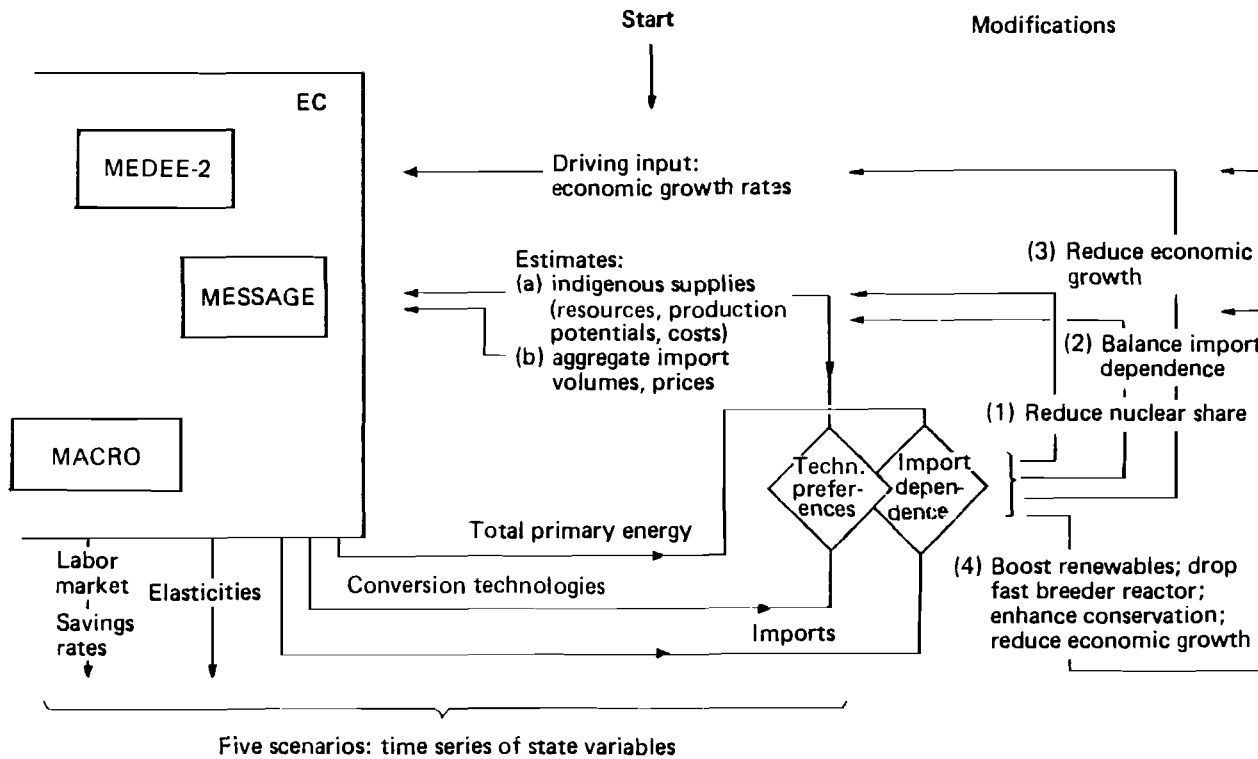 Start
Modifications
EC
MEDEE-2
Driving input:
economic growth rates
(3) Reduce economic
growth
MESSAGE
Estimates:
(a) indigenous supplies
(resources, production
potentials, costs)
(b) aggregate import
volumes, prices
(2) Balance import
dependence
(1) Reduce nuclear share
MACRO
Techn.
prefer-
ences
Import
depen-
dence
Total primary energy
Labor
market
Savings
rates
Elasticities
Conversion technologies
Imports
(4) Boost renewables; drop
fast breeder reactor;
enhance conservation;
reduce economic growth
Five scenarios: time series of state variables